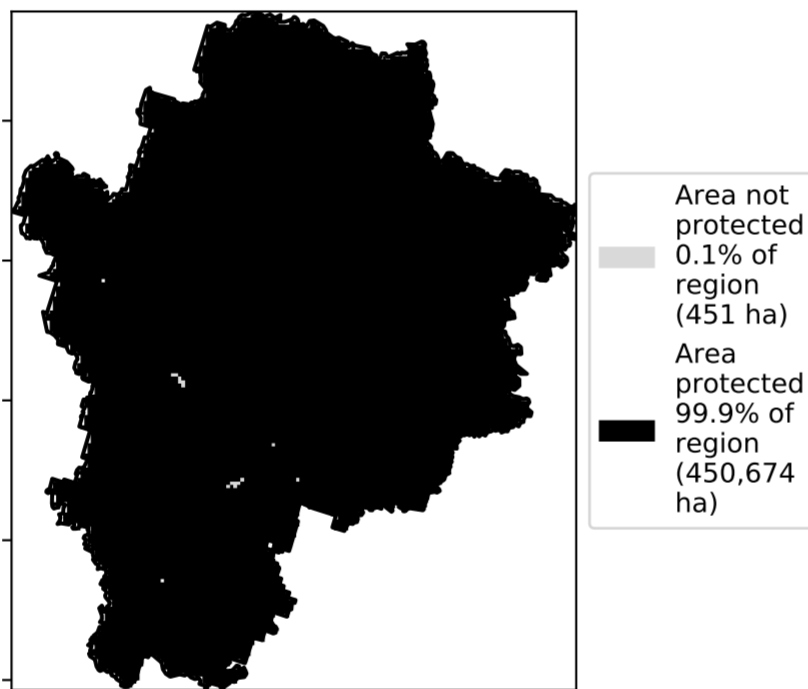 Area not
protected
0.1% of
region
(451 ha)
Area
protected
99.9% of
region
(450,674
ha)